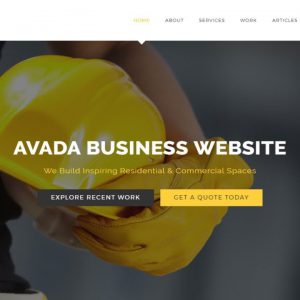 HOME ABOUT SERVICES WORK ARTICLES
AVADA BUSINESS WEBSITE
We Build Inspiring Residential & Commercial Spaces
EXPLORE RECENT WORK GET A QUOTE TODAY